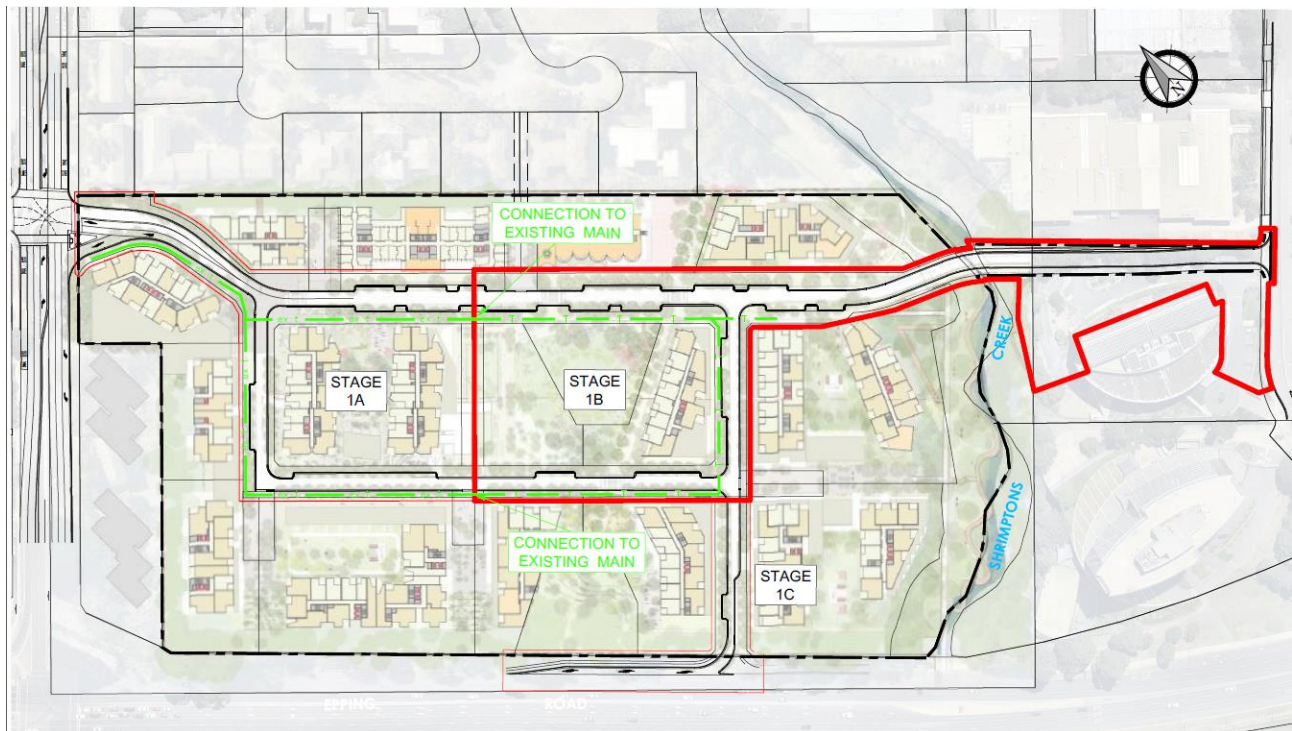 N
CONNECTION TO
EXISTING MAIN
CREEK
STAGE
1A
STAGE
1B
SHRIMPTONS
CONNECTION TO
EXISTING MAIN
STAGE
1C
EPPING ROAD